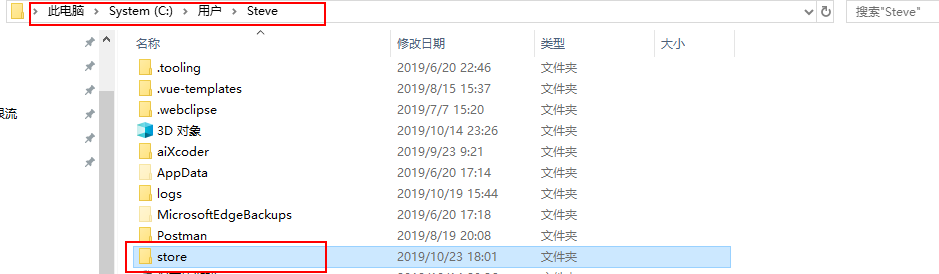 此电脑 > System (C:) > 用户 > Steve 搜索"Steve"
名称 修改日期 类型 大小
.tooling 2019/6/20 22:46 文件夹
.vue-templates 2019/8/15 15:37 文件夹
.webclipse 2019/7/7 15:20 文件夹
3D 对象 2019/10/14 23:26 文件夹
aiXcoder 2019/9/23 9:21 文件夹
AppData 2019/6/20 17:14 文件夹
logs 2019/10/19 15:44 文件夹
MicrosoftEdgeBackups 2019/6/20 17:18 文件夹
Postman 2019/8/19 20:08 文件夹
store 2019/10/23 18:01 文件夹